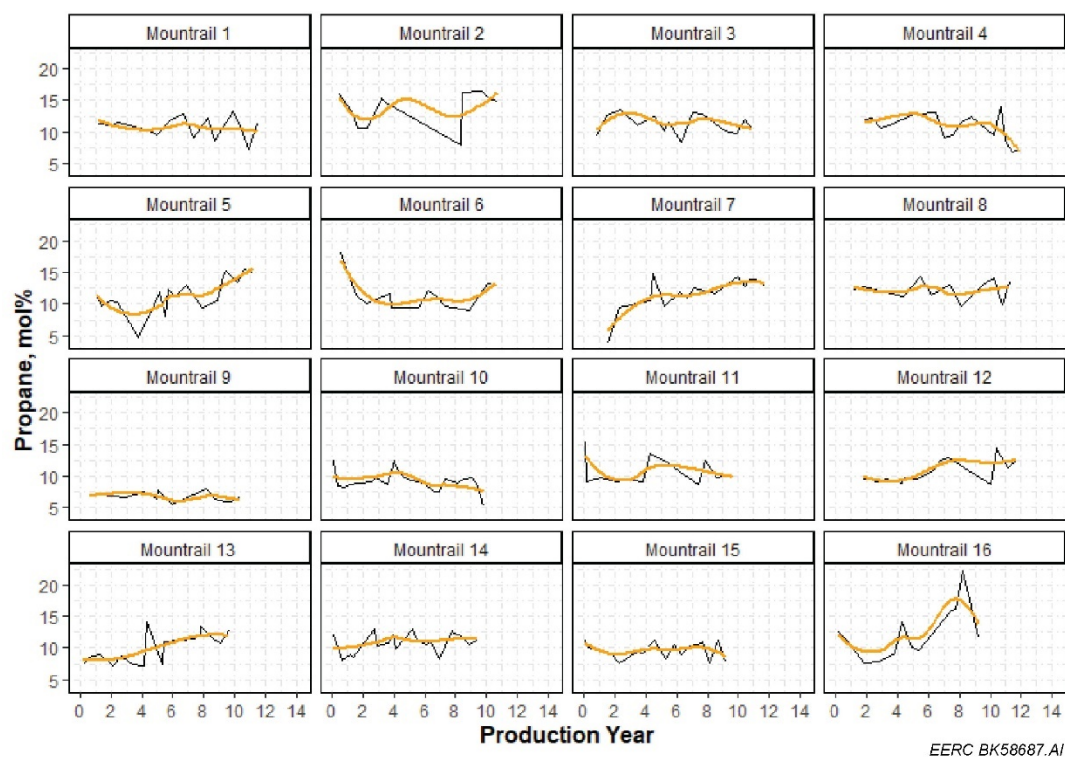 Mountrail 1 Mountrail 2 Mountrail 3 Mountrail 4
20
15
10
5
Mountrail 5 Mountrail 6 Mountrail 7 Mountrail 8
20
15
10
5
Mountrail 9 Mountrail 10 Mountrail 11 Mountrail 12
20
15
10
5
Mountrail 13 Mountrail 14 Mountrail 15 Mountrail 16
20
15
10
5
0 2 4 6 8 10 12 14 0 2 4 6 8 10 12 14 0 2 4 6 8 10 12 14 0 2 4 6 8 10 12 14
Propane, mol%
Production Year
EERC BK58687.AI